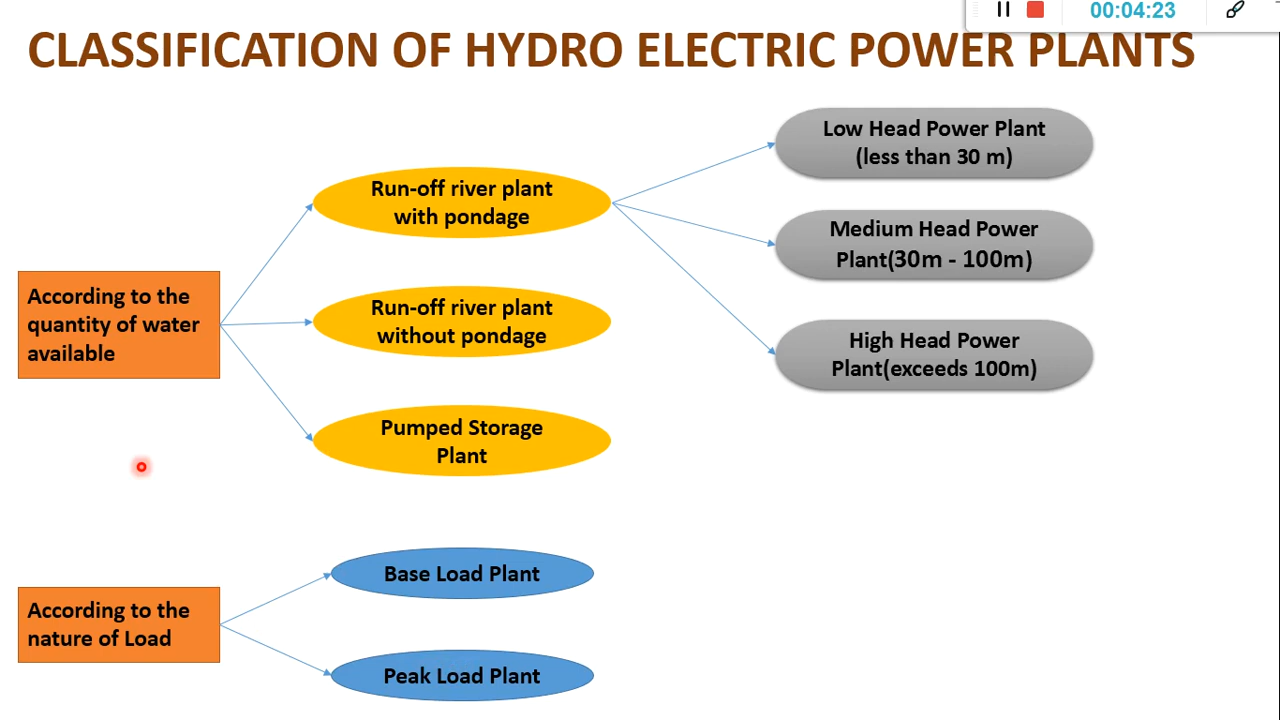 00:04:23
CLASSIFICATION OF HYDRO ELECTRIC POWER PLANTS
Low Head Power Plant
(less than 30 m)
Run-off river plant
with pondage
Medium Head Power
Plant(30m - 100m)
According to the
quantity of water
available
Run-off river plant
without pondage
High Head Power
Plant(exceeds 100m)
Pumped Storage
Plant
Base Load Plant
According to the
nature of Load
Peak Load Plant